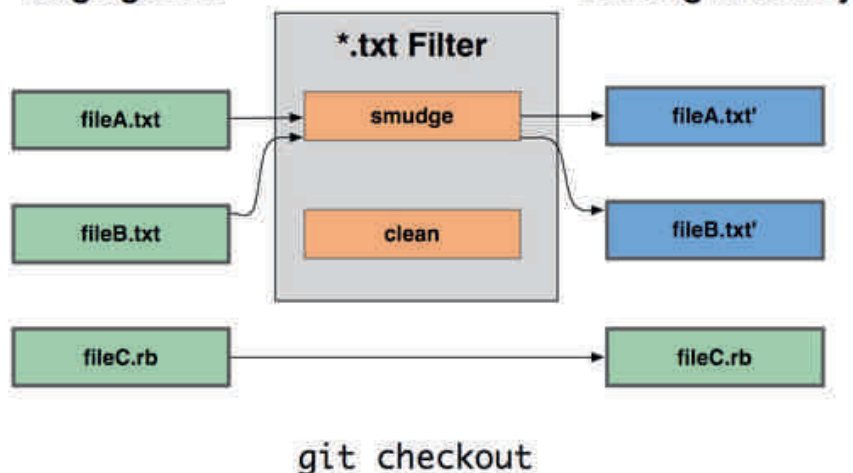 *.txt Filter
fileA.txt
smudge
fileA.txt'
fileB.txt
clean
fileB.txt'
fileC.rb
fileC.rb
git checkout